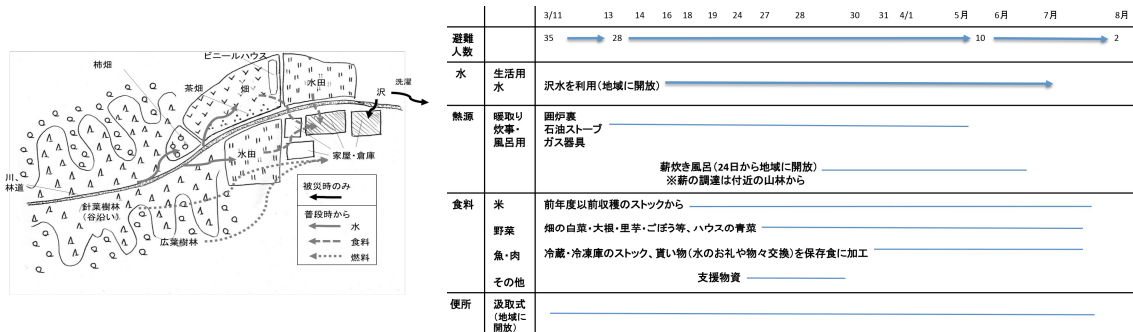 ビニールハウス
柿畑
茶畑
畑
水田
沢
洗濯
水田
家屋・倉庫
川、
林道
針葉樹林
(谷沿い)
広葉樹林
被災時のみ
普段時から
水
食料
燃料
3/11 13 14 16 18 19 24 27 28 30 31 4/1 5月 6月 7月 8月
避難
人数
35 28 10 2
水
生活用
水
沢水を利用(地域に開放)
熱源
暖取り
炊事・
風呂用
囲炉裏
石油ストーブ
ガス器具
薪炊き風呂(24日から地域に開放)
※薪の調達は付近の山林から
食料
米
前年度以前収穫のストックから
野菜
畑の白菜・大根・里芋・ごぼう等、ハウスの青菜
魚・肉
冷蔵・冷凍庫のストック、貰い物(水のお礼や物々交換)を保存食に加工
その他
支援物資
便所
汲取式
(地域に
開放)